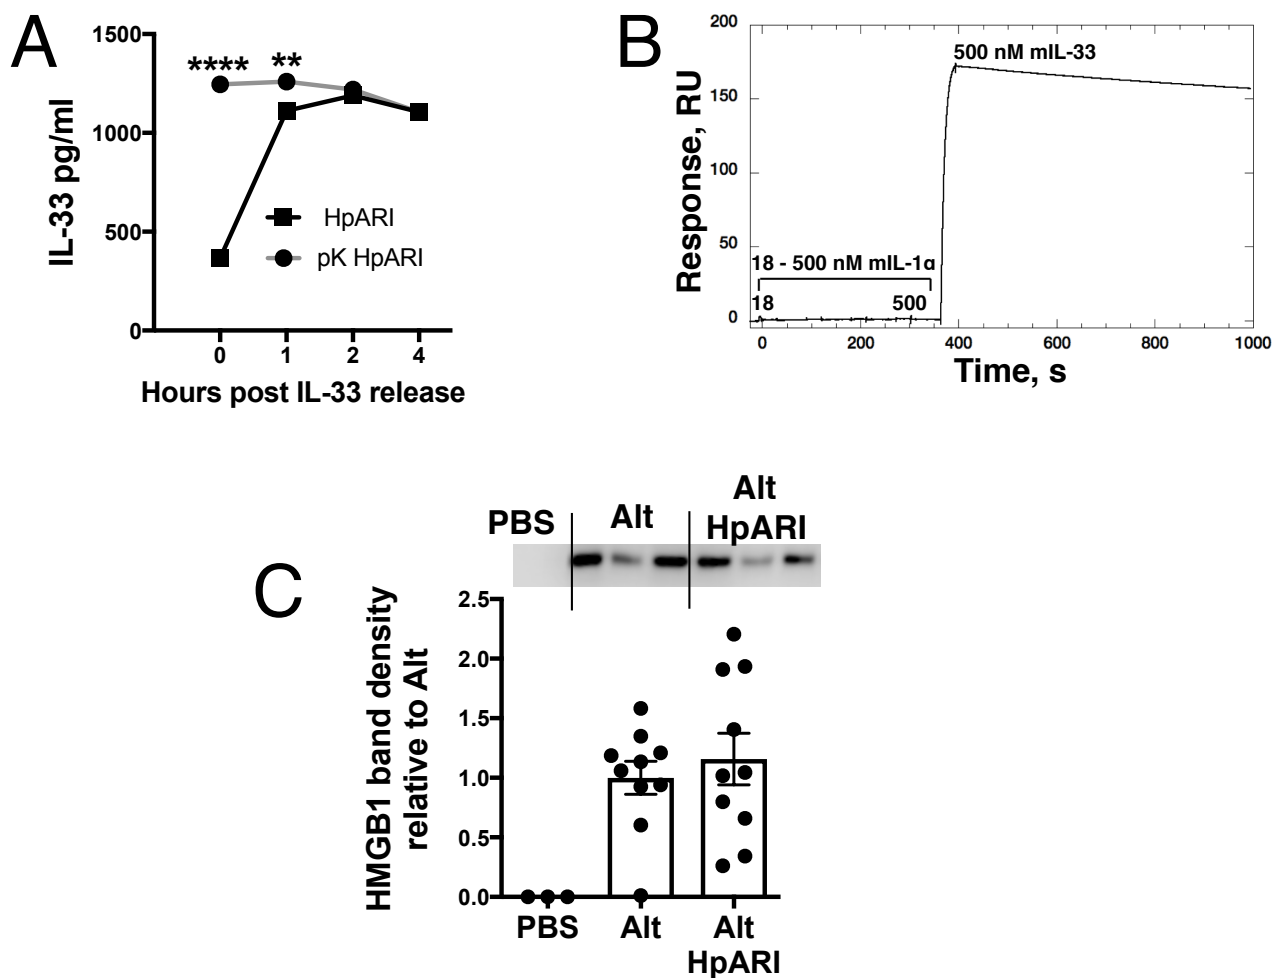 A
1500
1000
500
0
IL-33 pg/ml
**** **
HpARI
pK HpARI
0 1 2 4
Hours post IL-33 release
B
200
150
100
50
0
Response, RU
500 nM mIL-33
18 - 500 nM mIL-1α
18 500
0 200 400 600 800 1000
Time, s
C
PBS Alt Alt
HpARI
2.5
2.0
1.5
1.0
0.5
0.0
HMGB1 band density
relative to Alt
PBS Alt Alt
HpARI